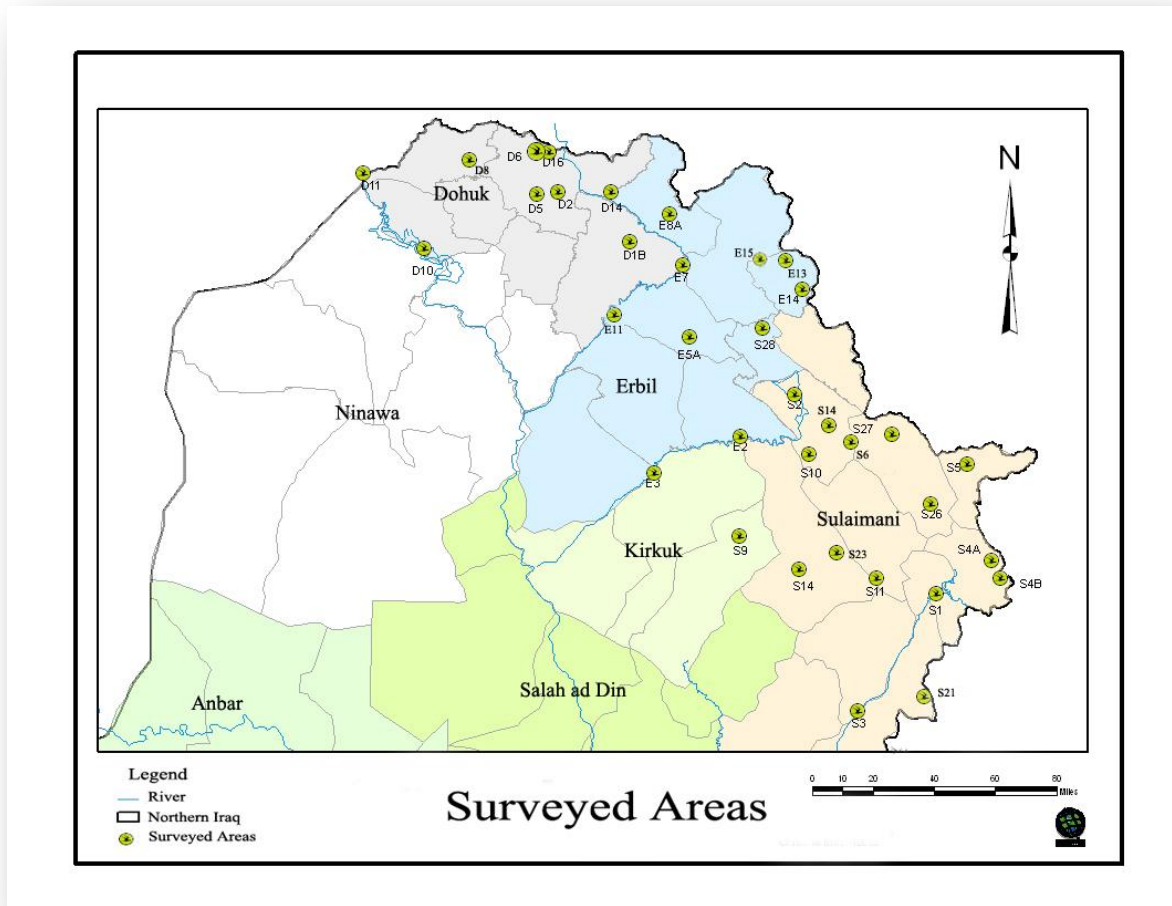 N
D6
D16
D8
D11
Dohuk
D5
D2
D14
E8A
D1B
D10
E7
E15
E13
E14
E11
S28
E5A
Erbil
Ninawa
S2
S14
S27
S6
E2
S10
S5
E3
S26
Sulaimani
Kirkuk
S9
S23
S4A
S14
S11
S4B
S1
Salah ad Din
S21
Anbar
S3
Legend
River
Northern Iraq
Surveyed Areas
Surveyed Areas
0 10 20 40 60 80
Miles